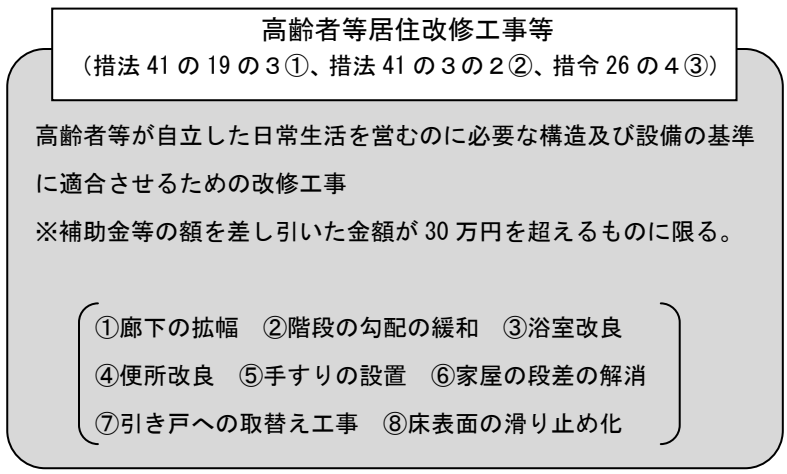 高齢者等居住改修工事等
（措法 41 の 19 の３①、措法 41 の３の２②、措令 26 の４③）
高齢者等が自立した日常生活を営むのに必要な構造及び設備の基準
に適合させるための改修工事
※補助金等の額を差し引いた金額が 30 万円を超えるものに限る。
①廊下の拡幅　②階段の勾配の緩和　③浴室改良
④便所改良　⑤手すりの設置　⑥家屋の段差の解消
⑦引き戸への取替え工事　⑧床表面の滑り止め化